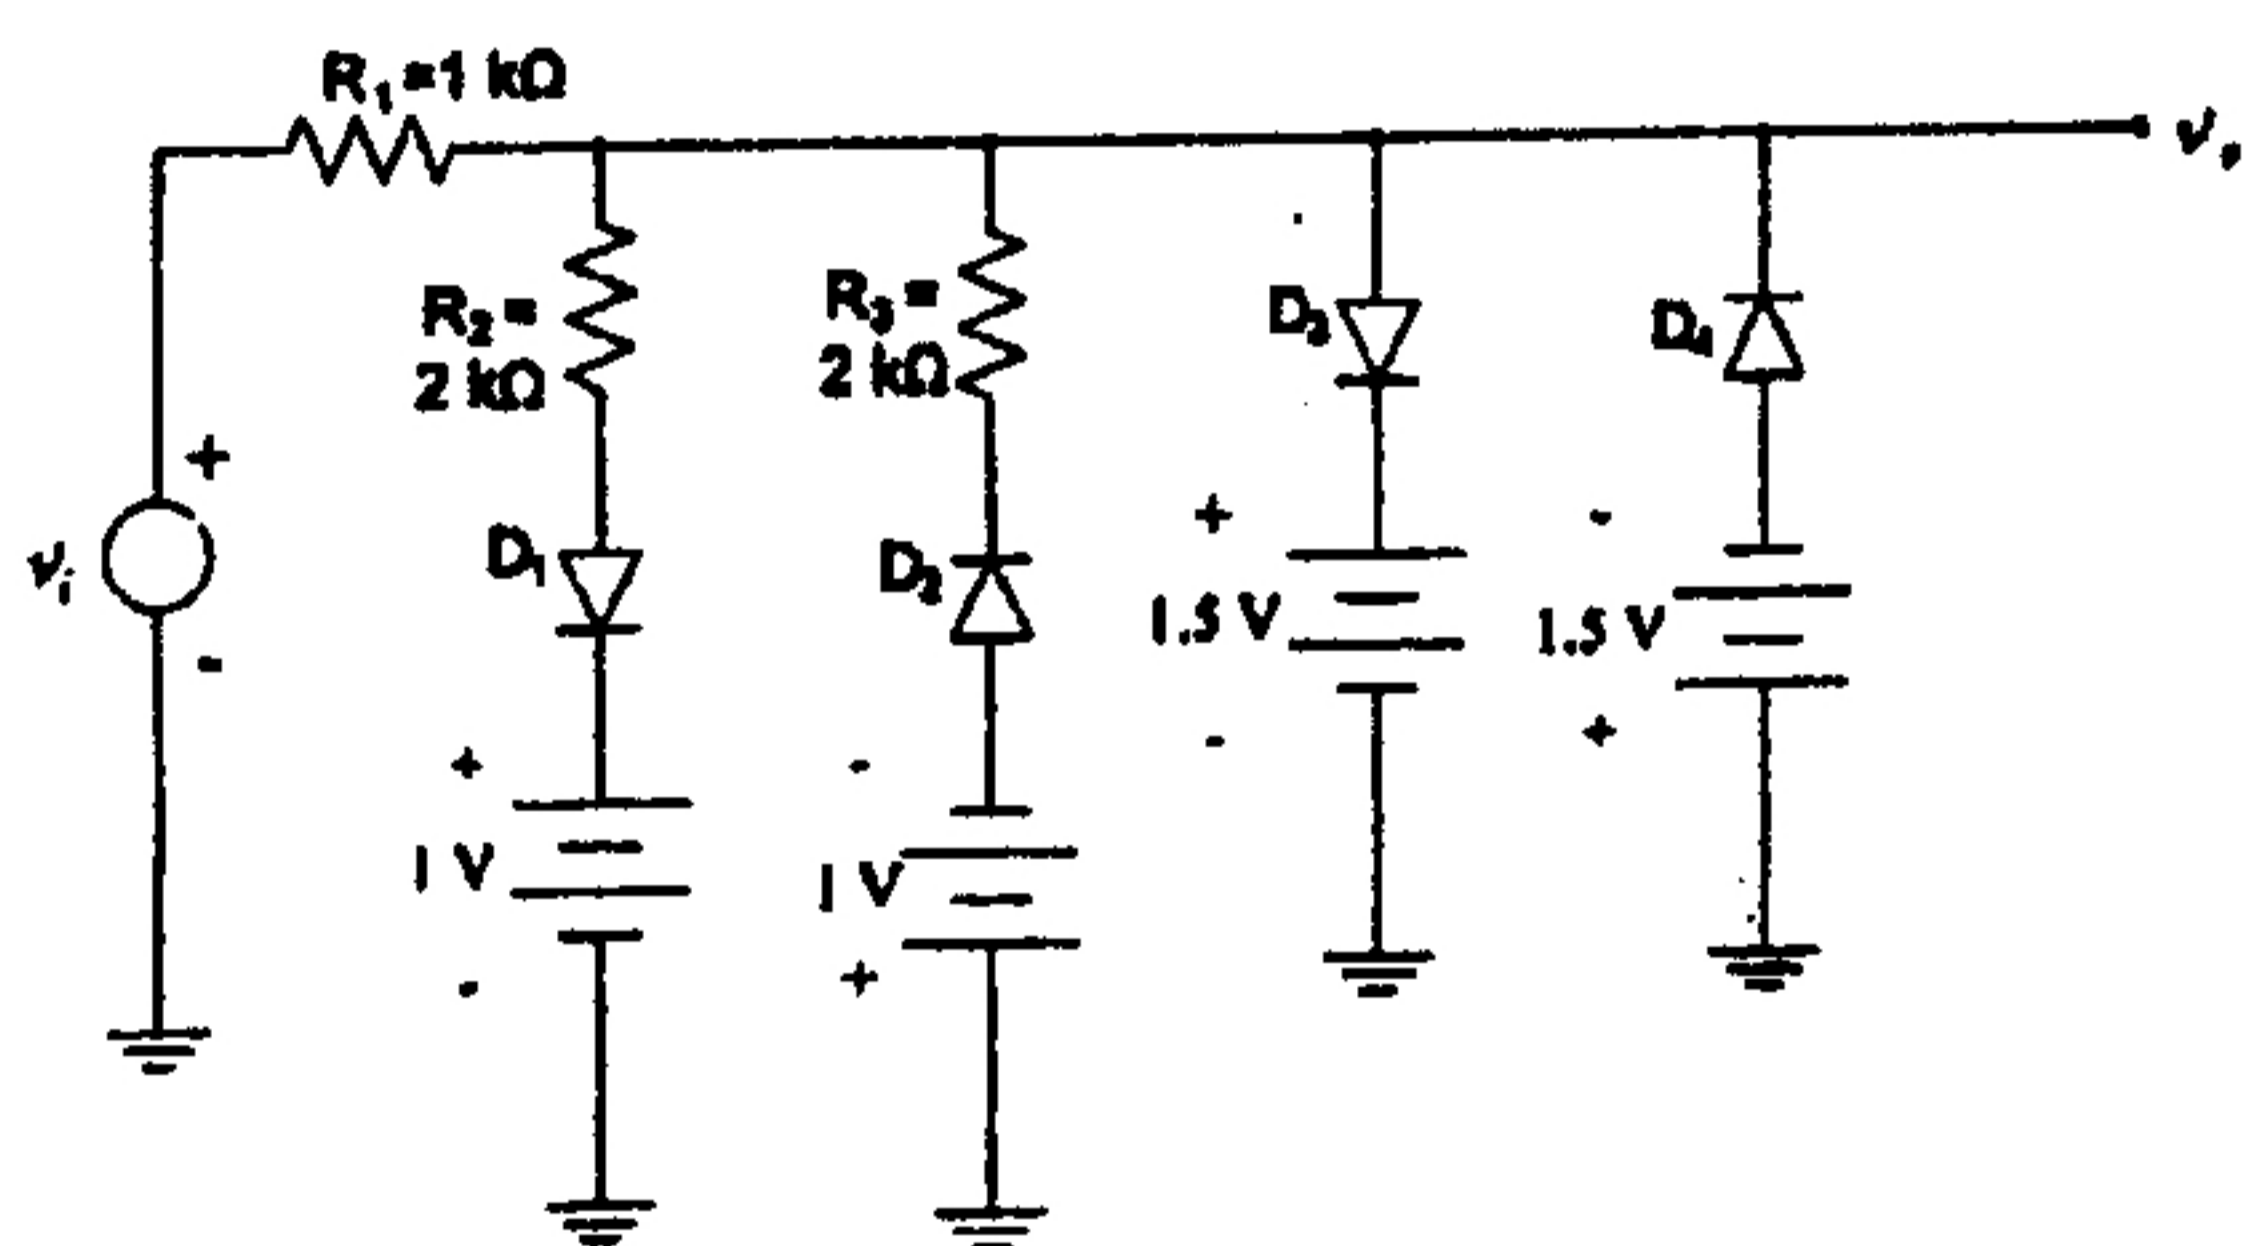 R₁=1 kΩ
R₂=
2 kΩ
R₃=
2 kΩ
D₃
D₄
+
-
vᵢ
D₁
D₂
+
1 V
-
-
1 V
+
+
1.5 V
-
-
1.5 V
+
vₒ